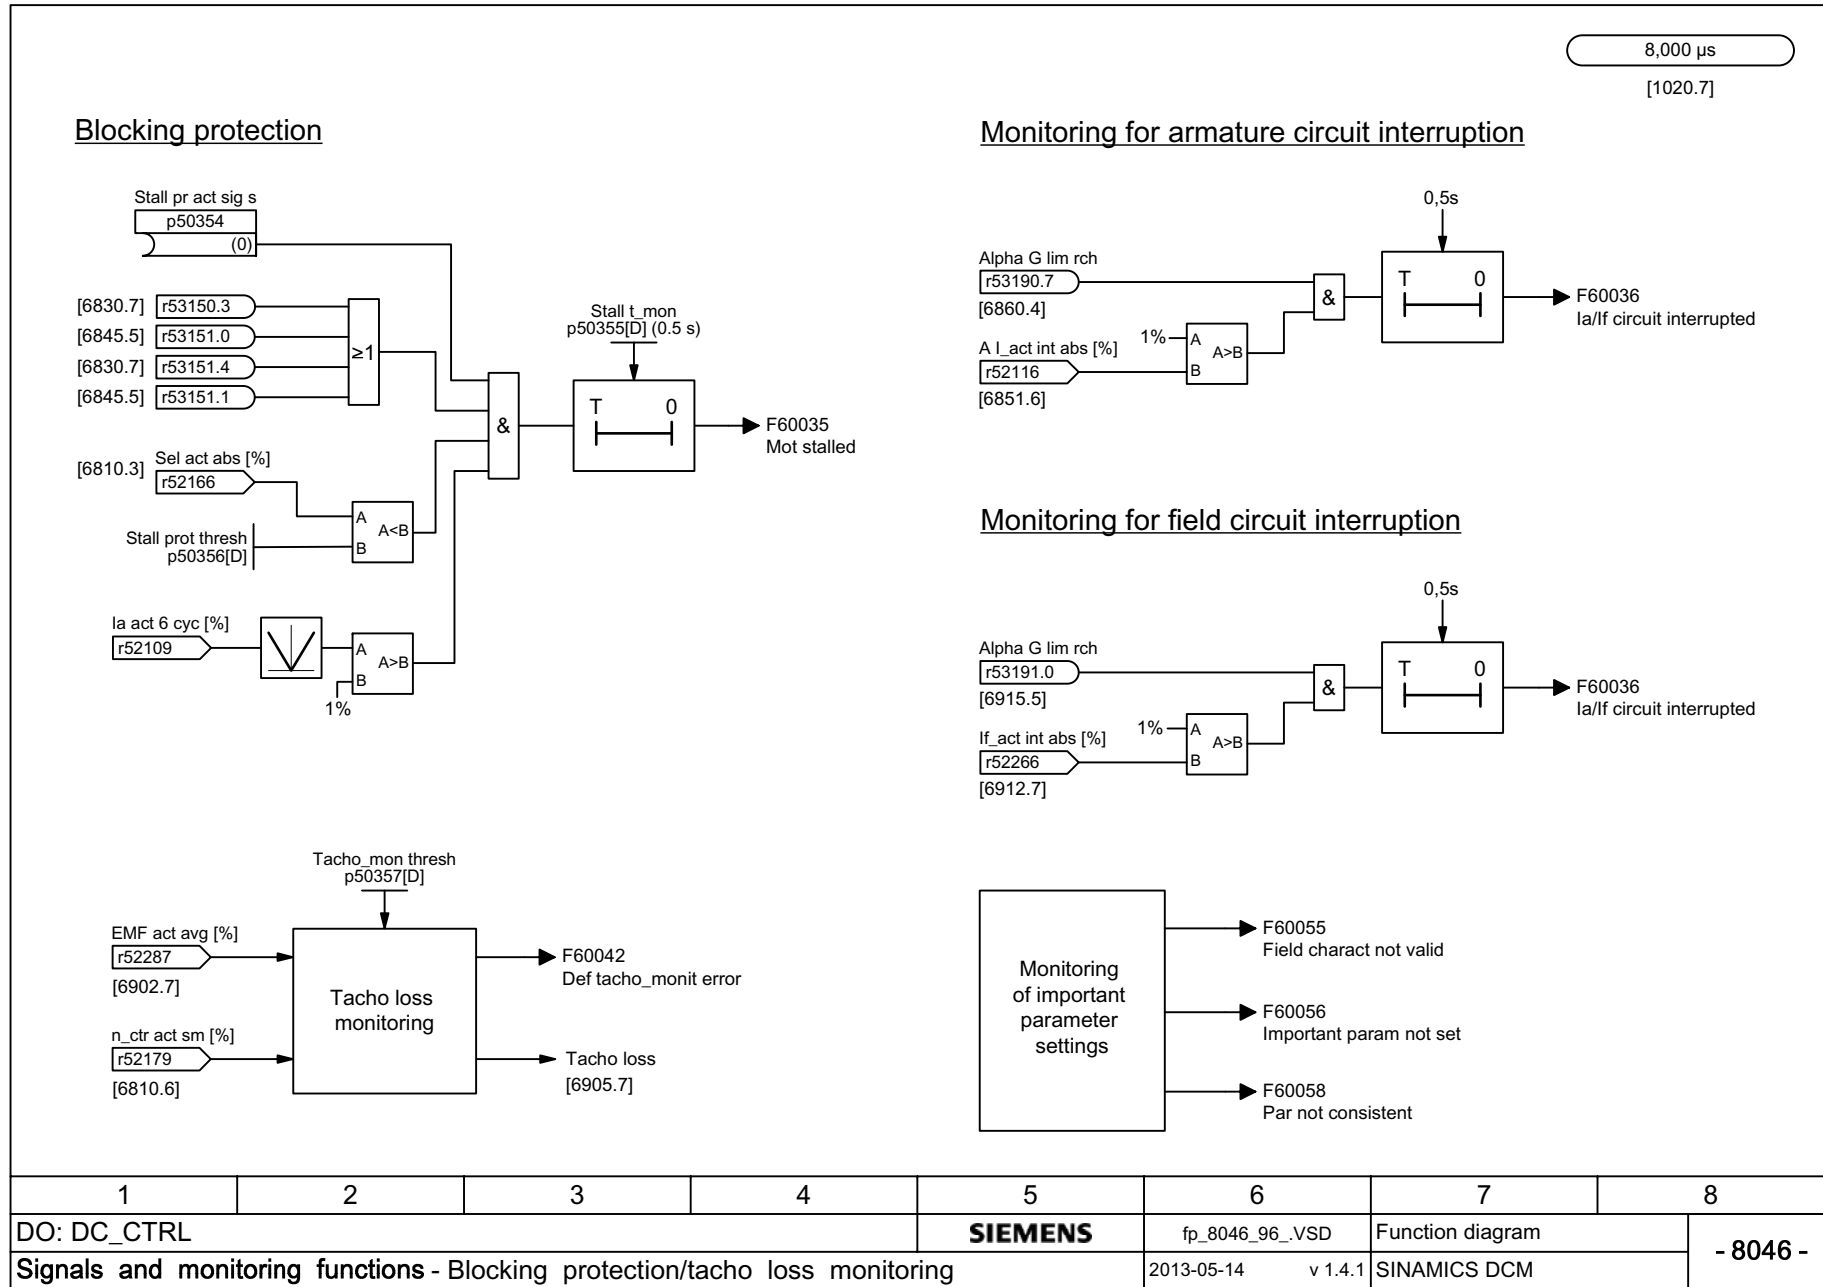 8,000 µs
[1020.7]
Blocking protection
Stall pr act sig s
p50354
(0)
[6830.7] r53150.3
[6845.5] r53151.0
[6830.7] r53151.4
[6845.5] r53151.1
≥1
Stall t_mon
p50355[D] (0.5 s)
&
T 0
F60035
Mot stalled
[6810.3]
Sel act abs [%]
r52166
Stall prot thresh
p50356[D]
A
B
A<B
Ia act 6 cyc [%]
r52109
A
B
A>B
1%
Monitoring for armature circuit interruption
0,5s
Alpha G lim rch
r53190.7
[6860.4]
A I_act int abs [%]
r52116
[6851.6]
1%
A
B
A>B
&
T 0
F60036
Ia/If circuit interrupted
Monitoring for field circuit interruption
0,5s
Alpha G lim rch
r53191.0
[6915.5]
If_act int abs [%]
r52266
[6912.7]
1%
A
B
A>B
&
T 0
F60036
Ia/If circuit interrupted
Tacho_mon thresh
p50357[D]
EMF act avg [%]
r52287
[6902.7]
n_ctr act sm [%]
r52179
[6810.6]
Tacho loss
monitoring
F60042
Def tacho_monit error
Tacho loss
[6905.7]
Monitoring
of important
parameter
settings
F60055
Field charact not valid
F60056
Important param not set
F60058
Par not consistent
1 2 3 4 5 6 7 8
DO: DC_CTRL
SIEMENS
fp_8046_96_.VSD
Function diagram
- 8046 -
Signals and monitoring functions - Blocking protection/tacho loss monitoring
2013-05-14 v 1.4.1
SINAMICS DCM